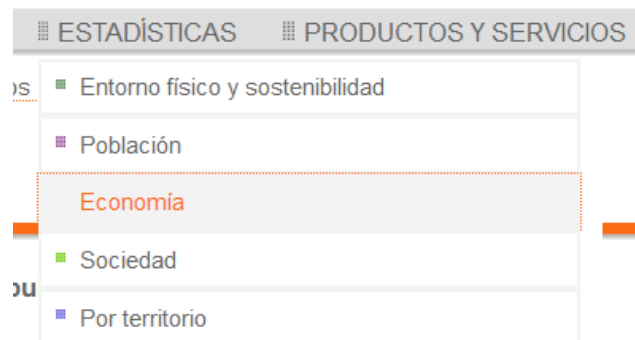 ESTADÍSTICAS PRODUCTOS Y SERVICIOS
Entorno físico y sostenibilidad
Población
Economía
Sociedad
Por territorio